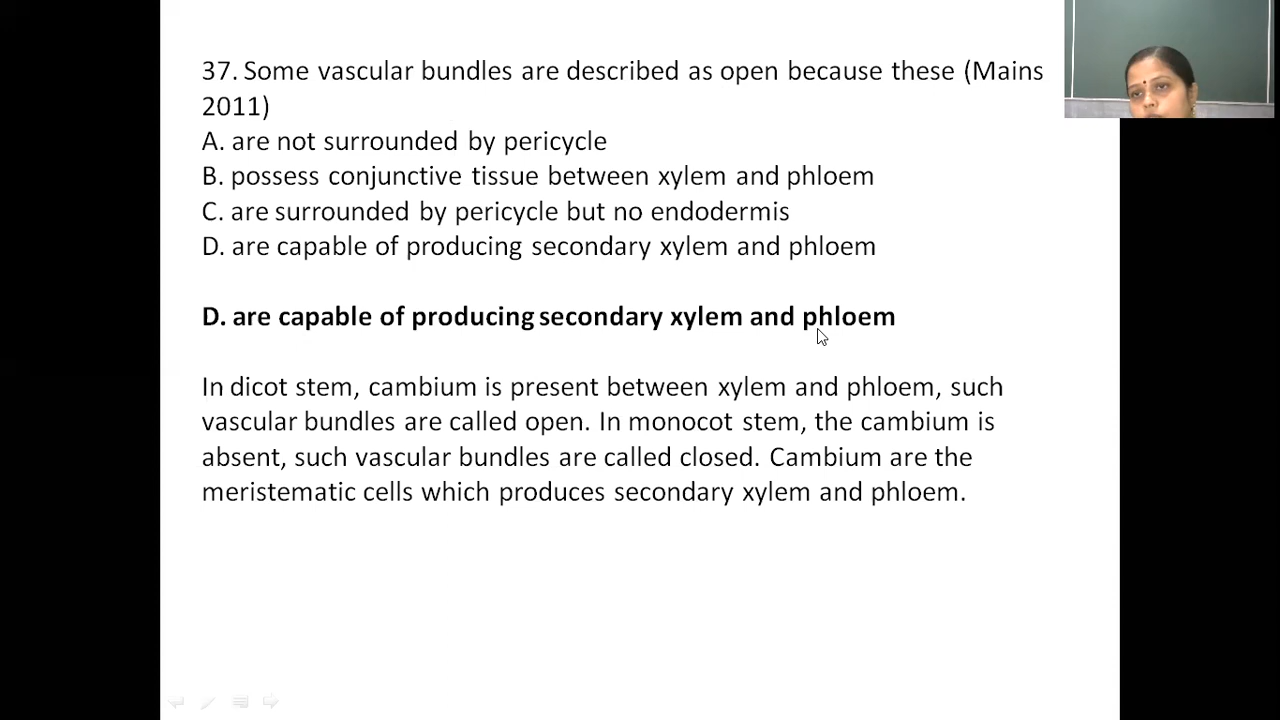 37. Some vascular bundles are described as open because these (Mains
2011)
A. are not surrounded by pericycle
B. possess conjunctive tissue between xylem and phloem
C. are surrounded by pericycle but no endodermis
D. are capable of producing secondary xylem and phloem
D. are capable of producing secondary xylem and phloem
In dicot stem, cambium is present between xylem and phloem, such
vascular bundles are called open. In monocot stem, the cambium is
absent, such vascular bundles are called closed. Cambium are the
meristematic cells which produces secondary xylem and phloem.